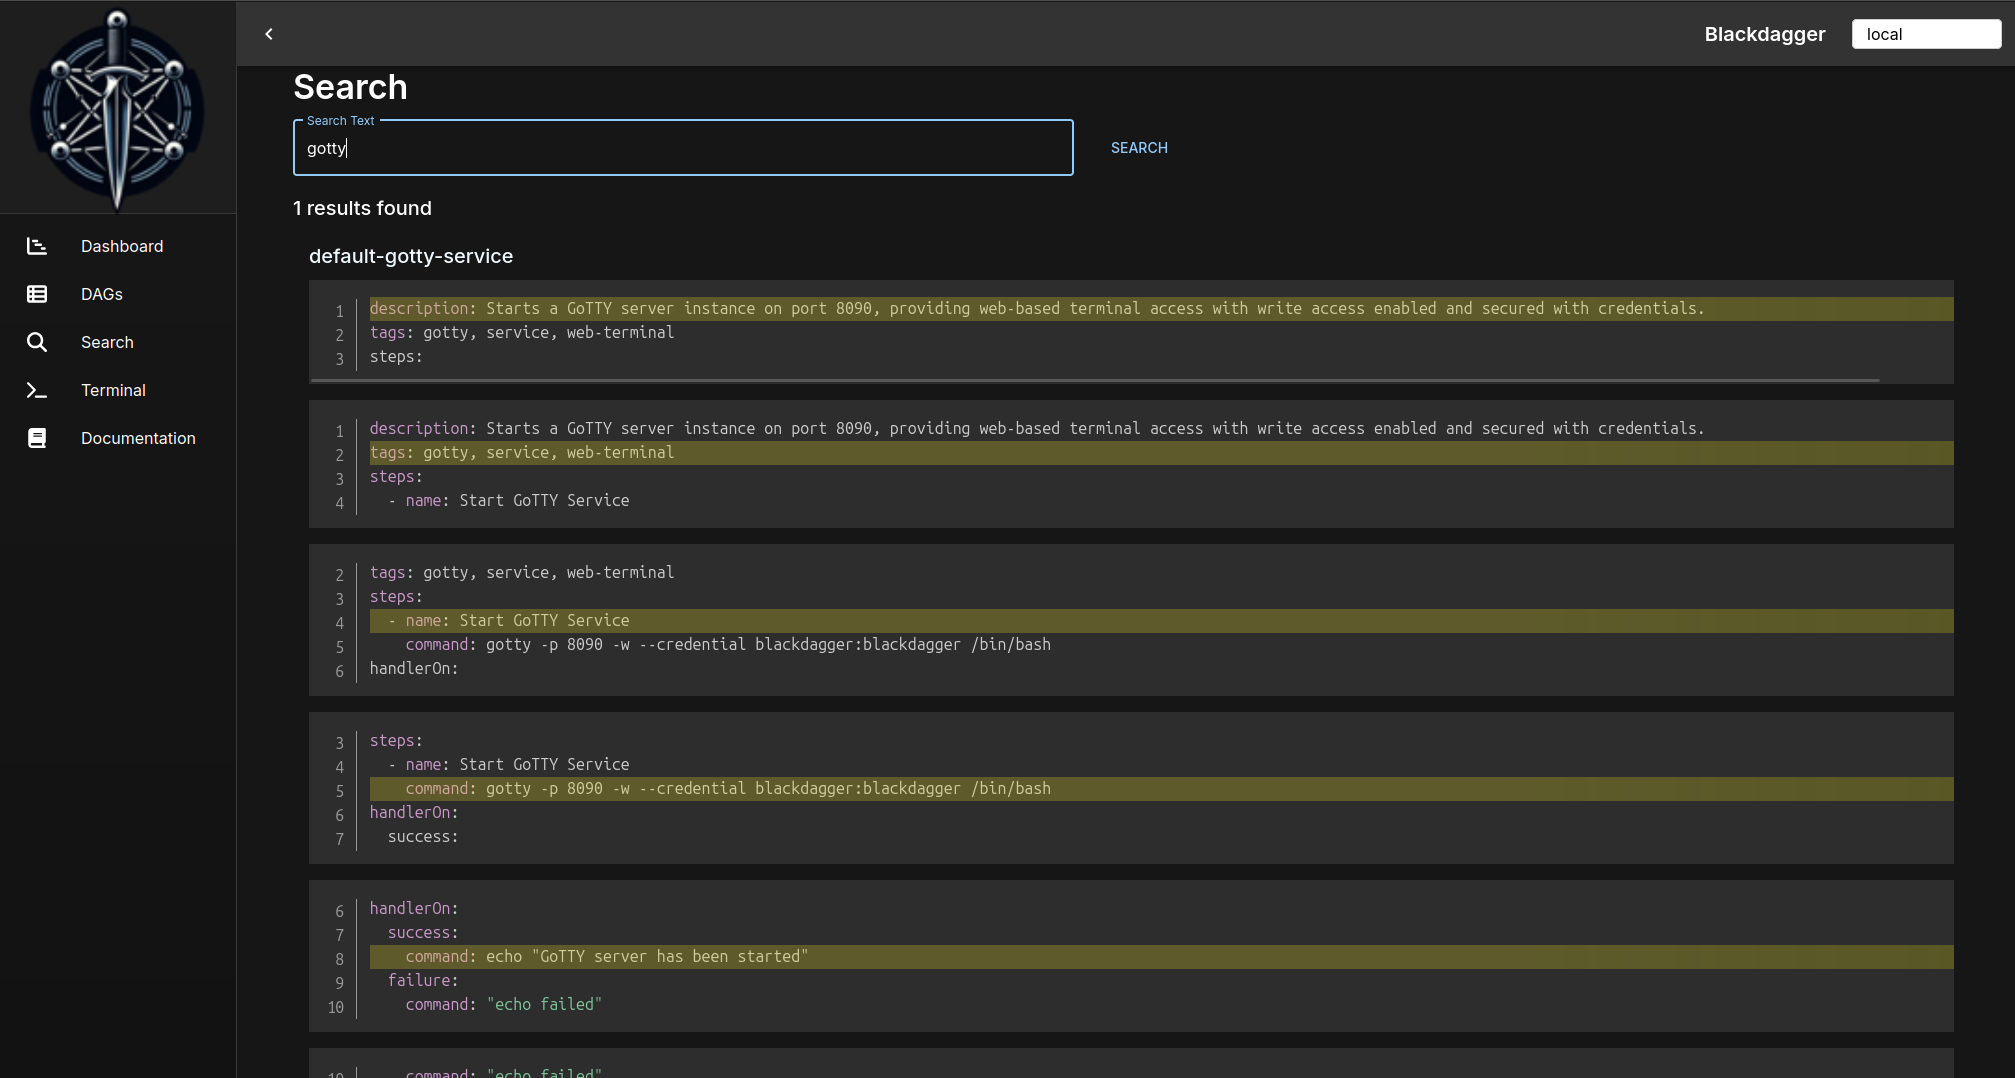 Blackdagger
local
Dashboard
DAGs
Search
Terminal
Documentation
Search
Search Text
gotty
SEARCH
1 results found
default-gotty-service
1 description: Starts a GoTTY server instance on port 8090, providing web-based terminal access with write access enabled and secured with credentials.
2 tags: gotty, service, web-terminal
3 steps:
1 description: Starts a GoTTY server instance on port 8090, providing web-based terminal access with write access enabled and secured with credentials.
2 tags: gotty, service, web-terminal
3 steps:
4   - name: Start GoTTY Service
2 tags: gotty, service, web-terminal
3 steps:
4   - name: Start GoTTY Service
5     command: gotty -p 8090 -w --credential blackdagger:blackdagger /bin/bash
6 handlerOn:
3 steps:
4   - name: Start GoTTY Service
5     command: gotty -p 8090 -w --credential blackdagger:blackdagger /bin/bash
6 handlerOn:
7   success:
6 handlerOn:
7   success:
8     command: echo "GoTTY server has been started"
9   failure:
10     command: "echo failed"
10     command: "echo failed"